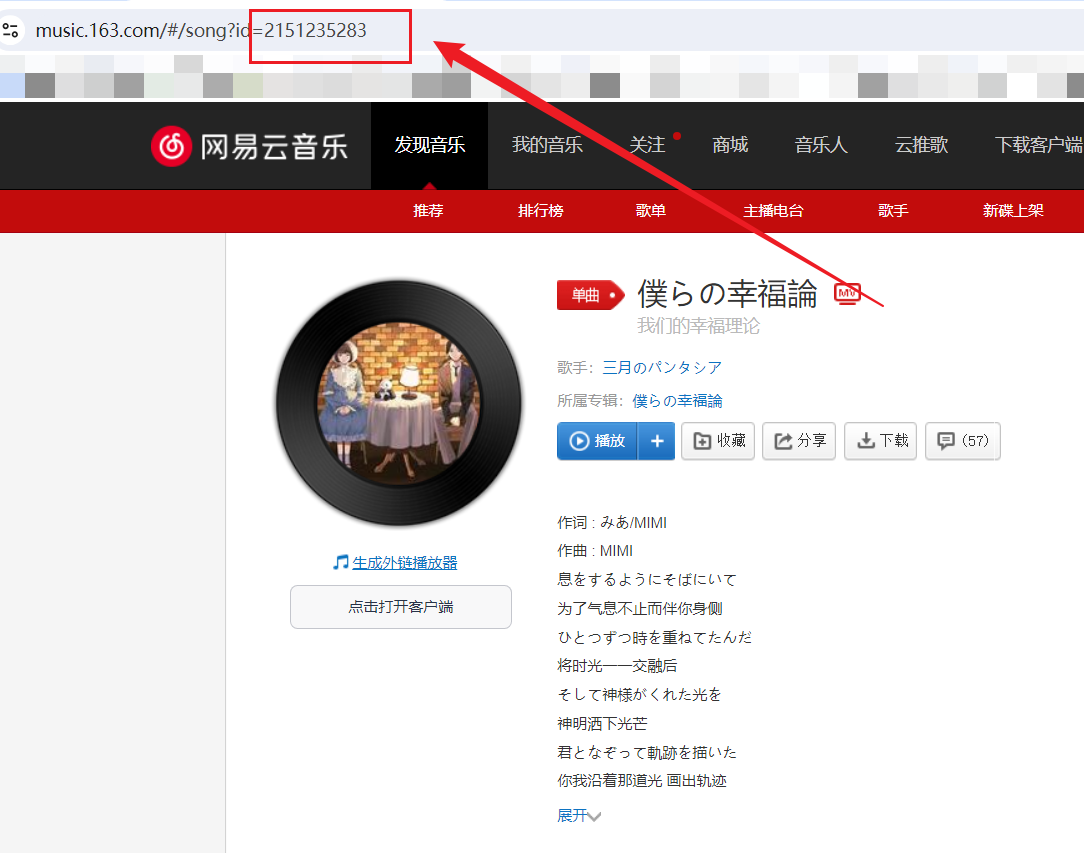 music.163.com/#/song?id=2151235283
网易云音乐
发现音乐 我的音乐 关注 商城 音乐人 云推歌 下载客户端
推荐 排行榜 歌单 主播电台 歌手 新碟上架
单曲 僕らの幸福論 MV
我们的幸福理论
歌手：三月のパンタシア
所属专辑：僕らの幸福論
播放 + 收藏 分享 下载 (57)
作词 : みあ/MIMI
作曲 : MIMI
息をするようにそばにいて
为了气息不止而伴你身侧
ひとつずつ時を重ねてたんだ
将时光一一交融后
そして神様がくれた光を
神明洒下光芒
君となぞって軌跡を描いた
你我沿着那道光 画出轨迹
展开
生成外链播放器
点击打开客户端